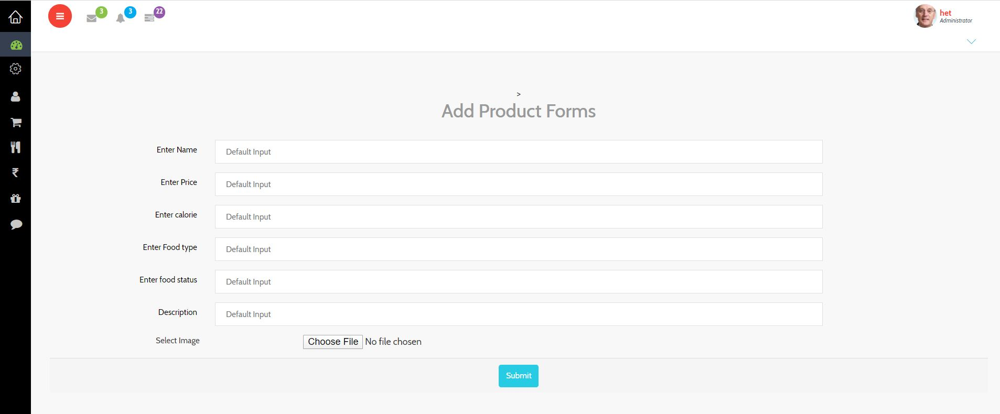 3 3 22
het
Administrator
>
Add Product Forms
Enter Name Default Input
Enter Price Default Input
Enter calorie Default Input
Enter Food type Default Input
Enter food status Default Input
Description Default Input
Select Image Choose File No file chosen
Submit